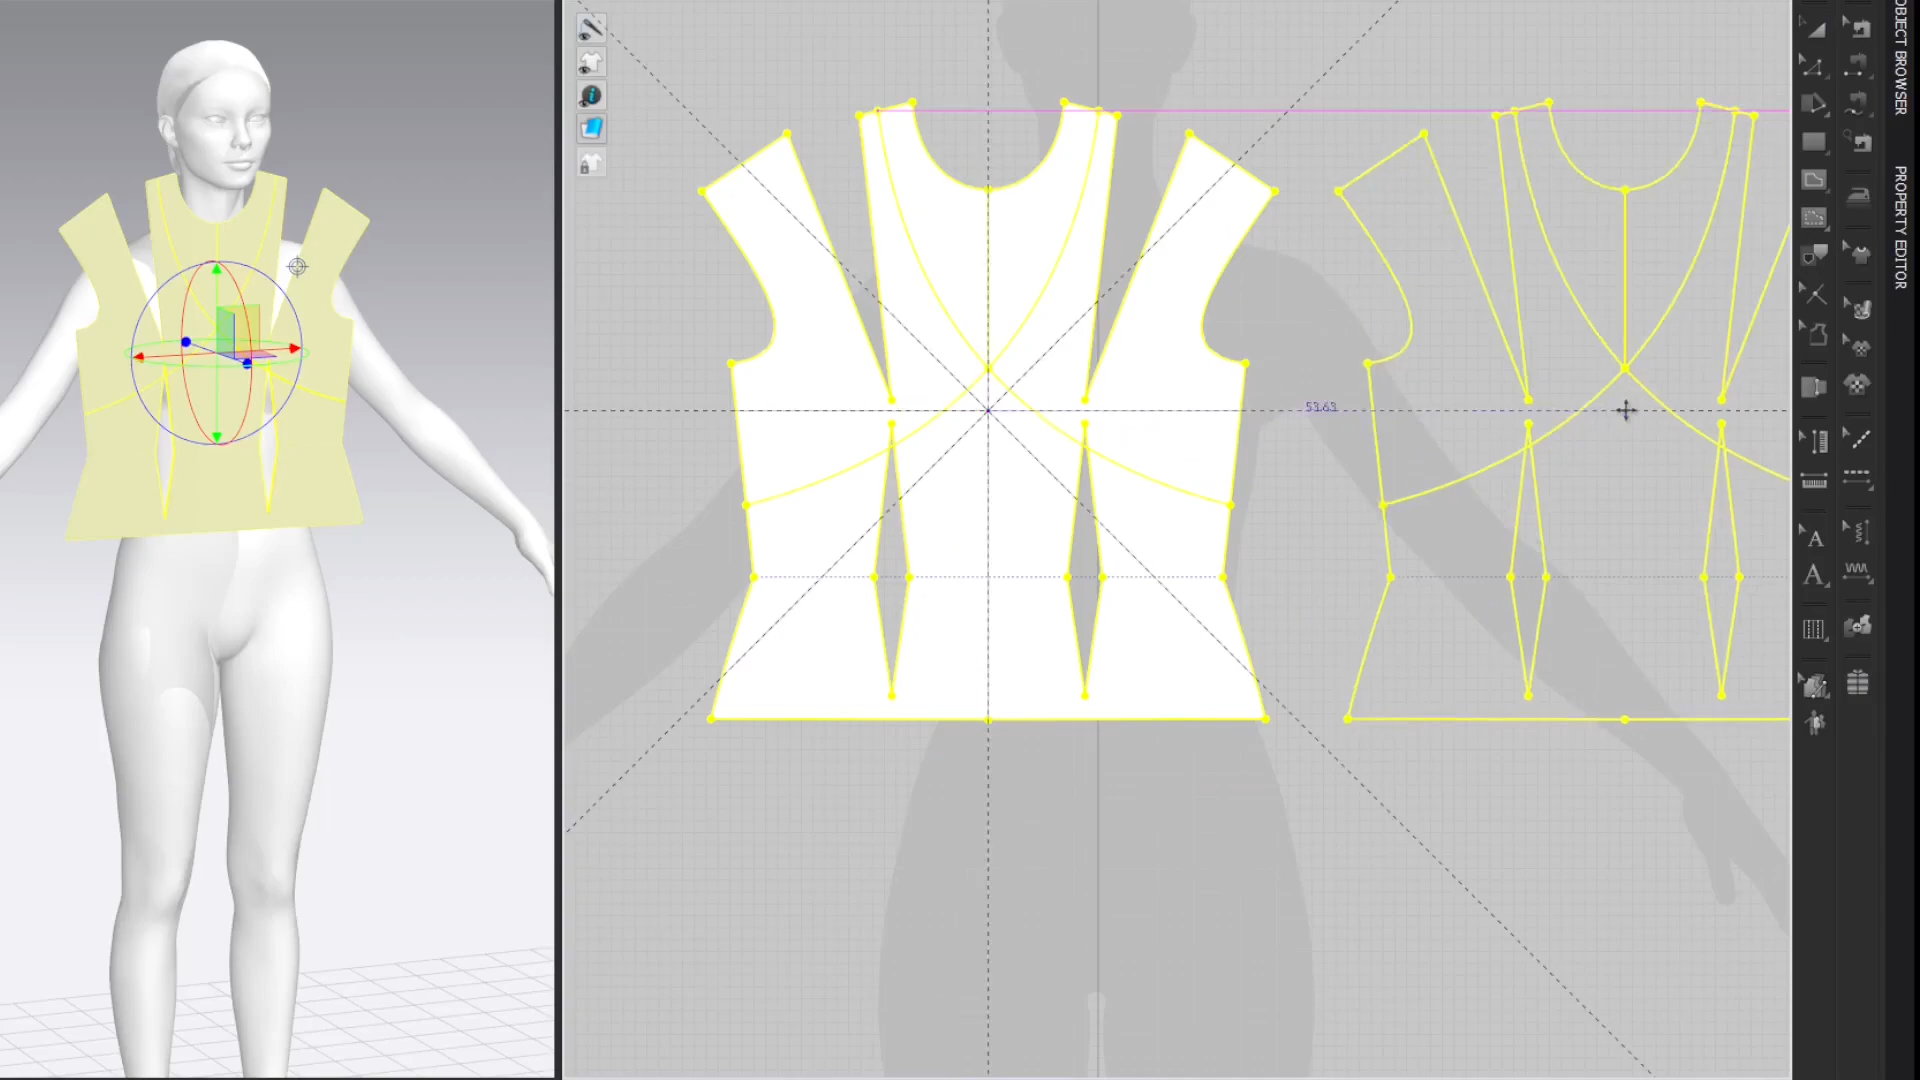 53.63
OBJECT BROWSER
PROPERTY EDITOR
A
A